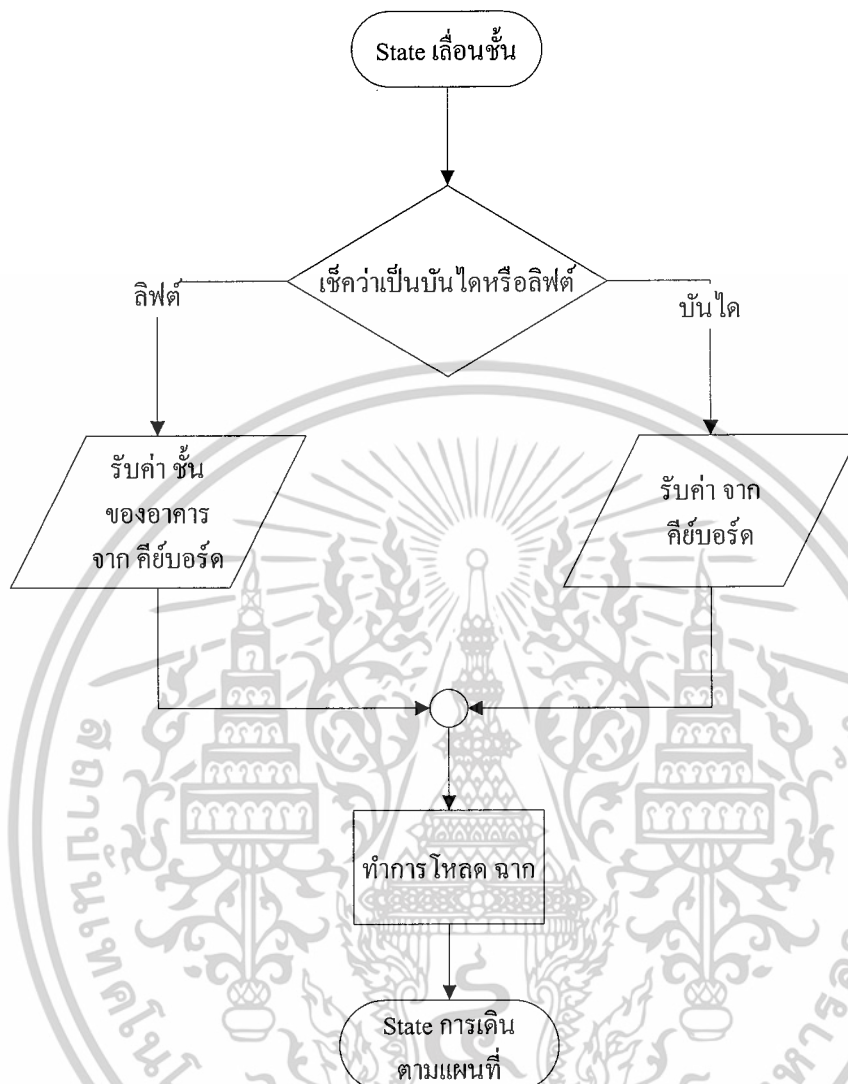 State เลื่อนชั้น
เช็คว่าเป็นบันไดหรือลิฟต์
ลิฟต์
บันได
รับค่า ชั้น
ของอาคาร
จาก คีย์บอร์ด
รับค่า จาก
คีย์บอร์ด
ทำการโหลด ฉาก
State การเดิน
ตามแผนที่